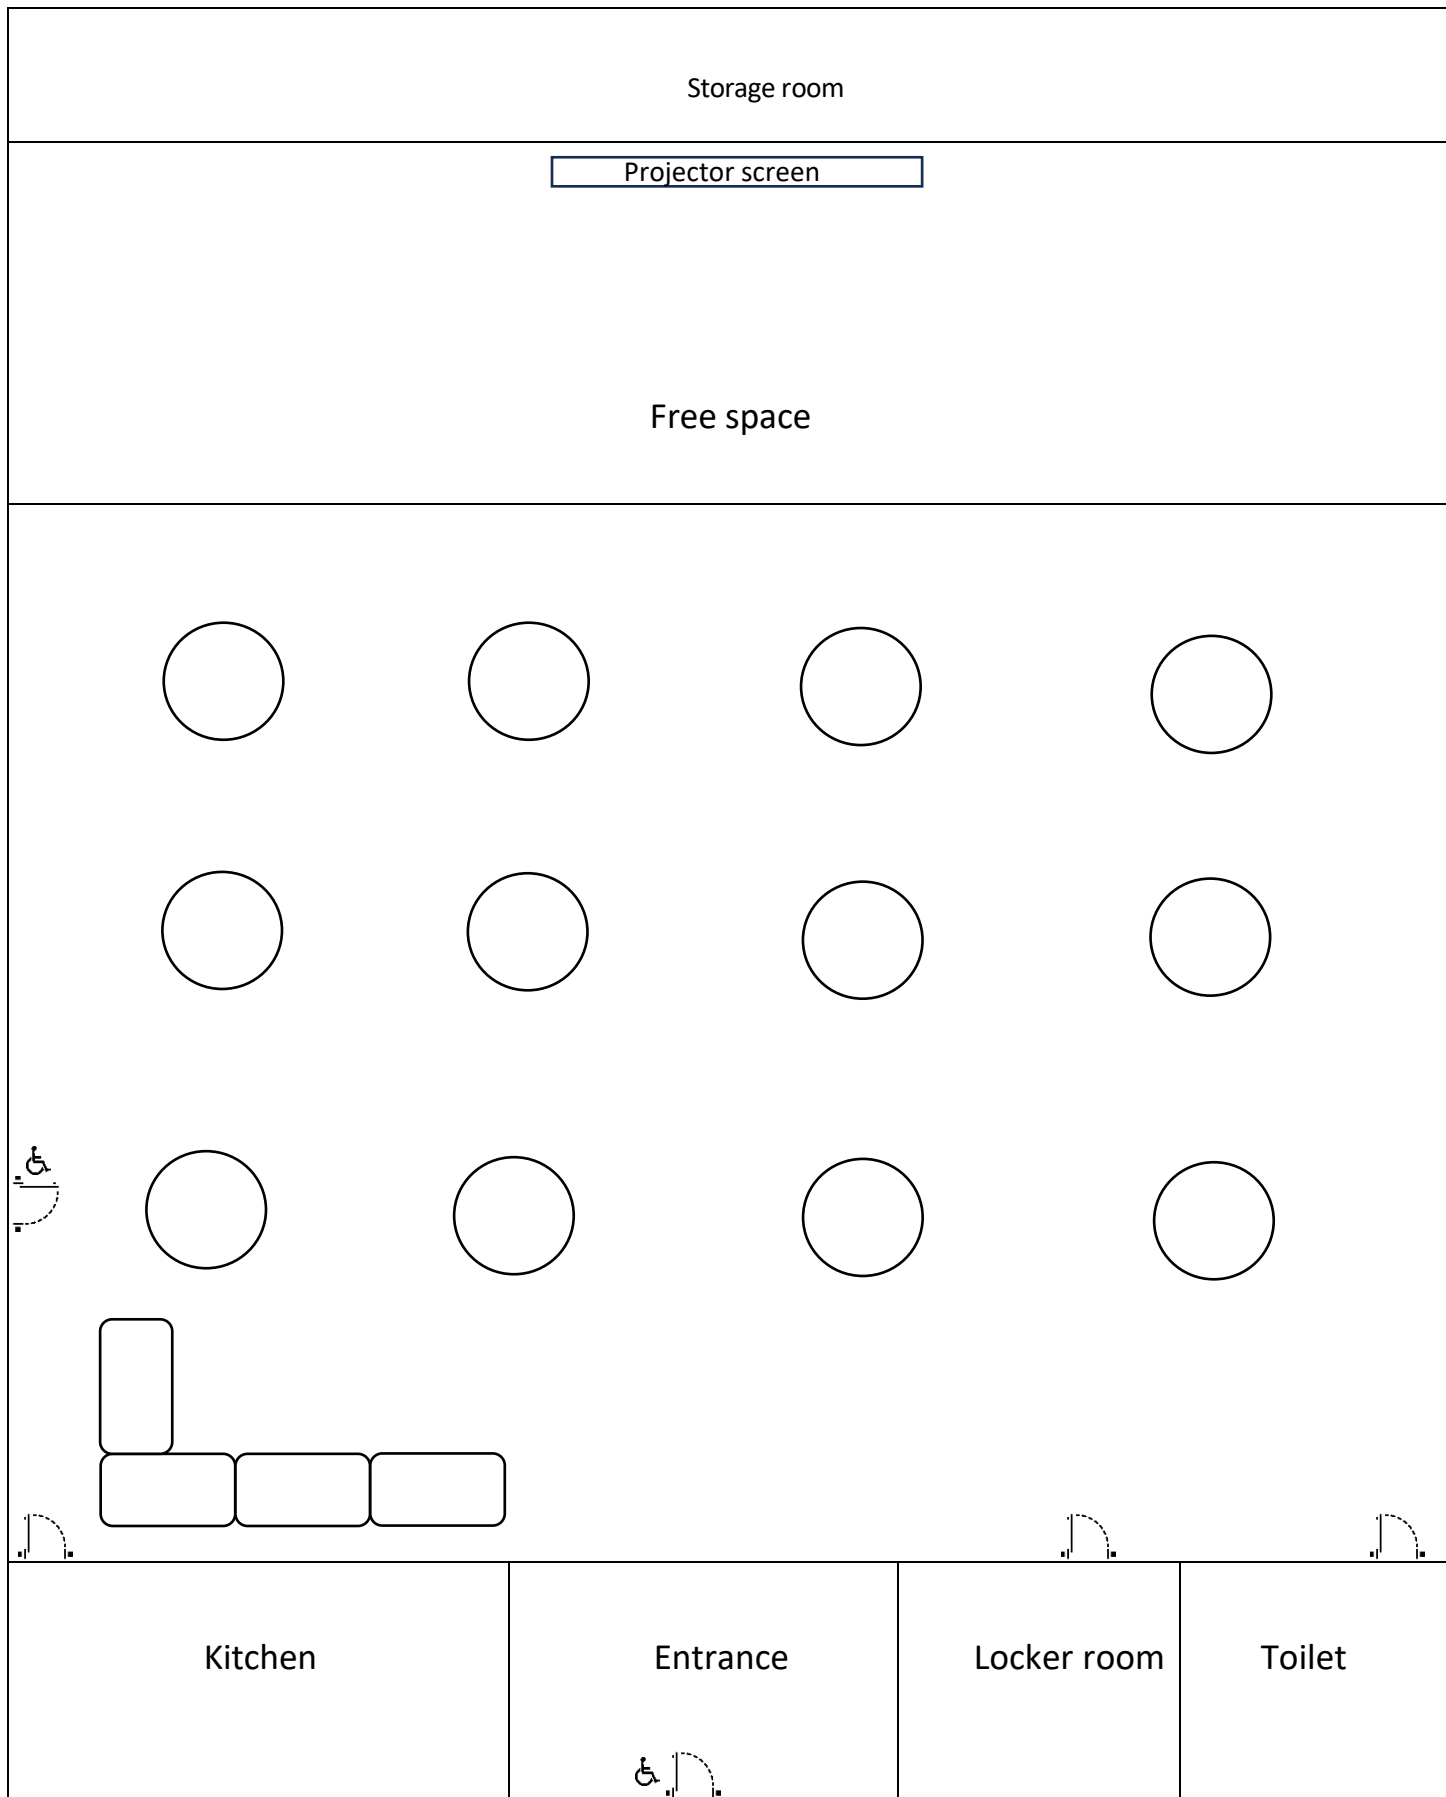 Storage room
Projector screen
Free space
Kitchen
Entrance
Locker room
Toilet